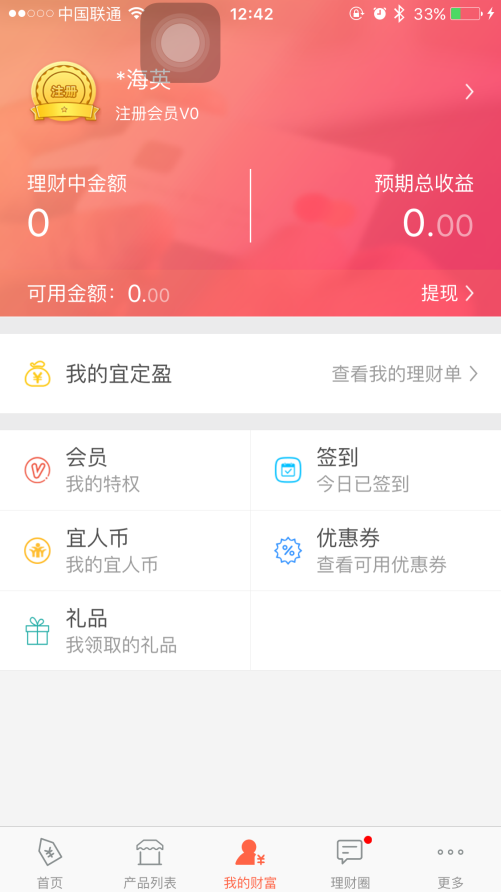 中国联通 12:42 33%
*海英
注册
注册会员V0
理财中金额 预期总收益
0 0.00
可用金额: 0.00 提现
我的宜定盈 查看我的理财单
会员 签到
我的特权 今日已签到
宜人币 优惠券
我的宜人币 查看可用优惠券
礼品
我领取的礼品
首页 产品列表 我的财富 理财圈 更多